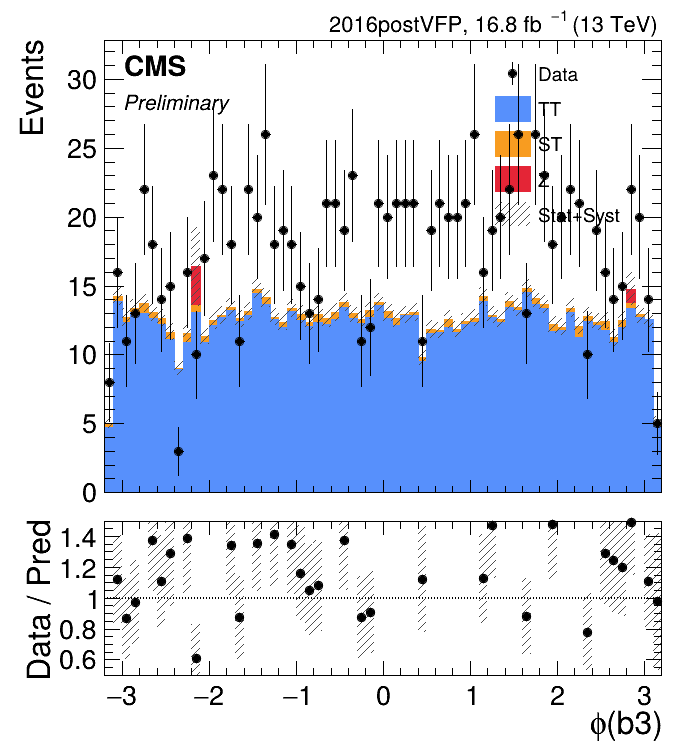 2016postVFP, 16.8 fb⁻¹ (13 TeV)
Events
CMS
Preliminary
Data
TT
ST
Z
Stat+Syst
30
25
20
15
10
5
0
Data / Pred
1.4
1.2
1
0.8
0.6
−3 −2 −1 0 1 2 3
ϕ(b3)